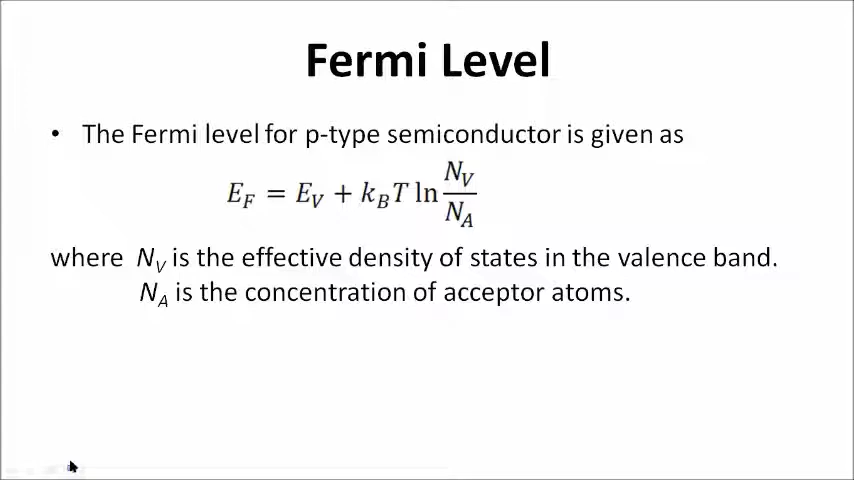 Fermi Level
• The Fermi level for p-type semiconductor is given as
E_F = E_V + k_B T ln N_V/N_A
where N_V is the effective density of states in the valence band.
N_A is the concentration of acceptor atoms.